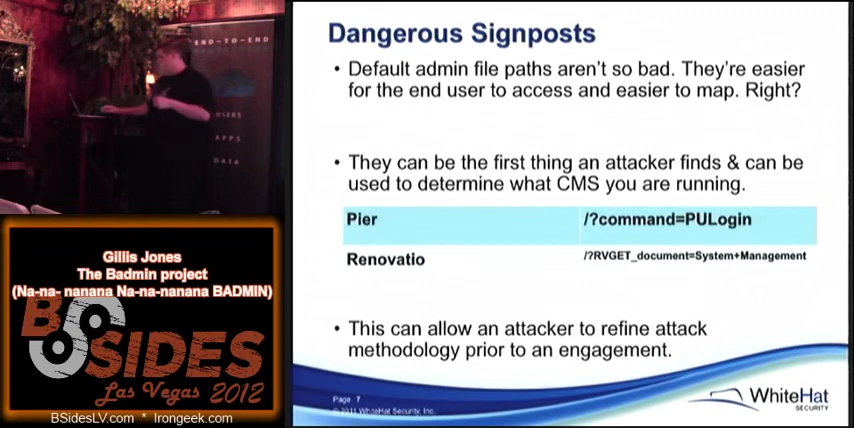 END-TO-END
USERS
APPS
DATA
Gillis Jones
The Badmin project
(Na-na- nanana Na-na-nanana BADMIN)
BSIDES
Las Vegas 2012
BSidesLV.com * Irongeek.com
Dangerous Signposts
• Default admin file paths aren't so bad. They're easier
for the end user to access and easier to map. Right?
• They can be the first thing an attacker finds & can be
used to determine what CMS you are running.
Pier /?command=PULogin
Renovatio /?RVGET_document=System+Management
• This can allow an attacker to refine attack
methodology prior to an engagement.
Page 7
© 2011 WhiteHat Security, Inc.
WhiteHat
SECURITY